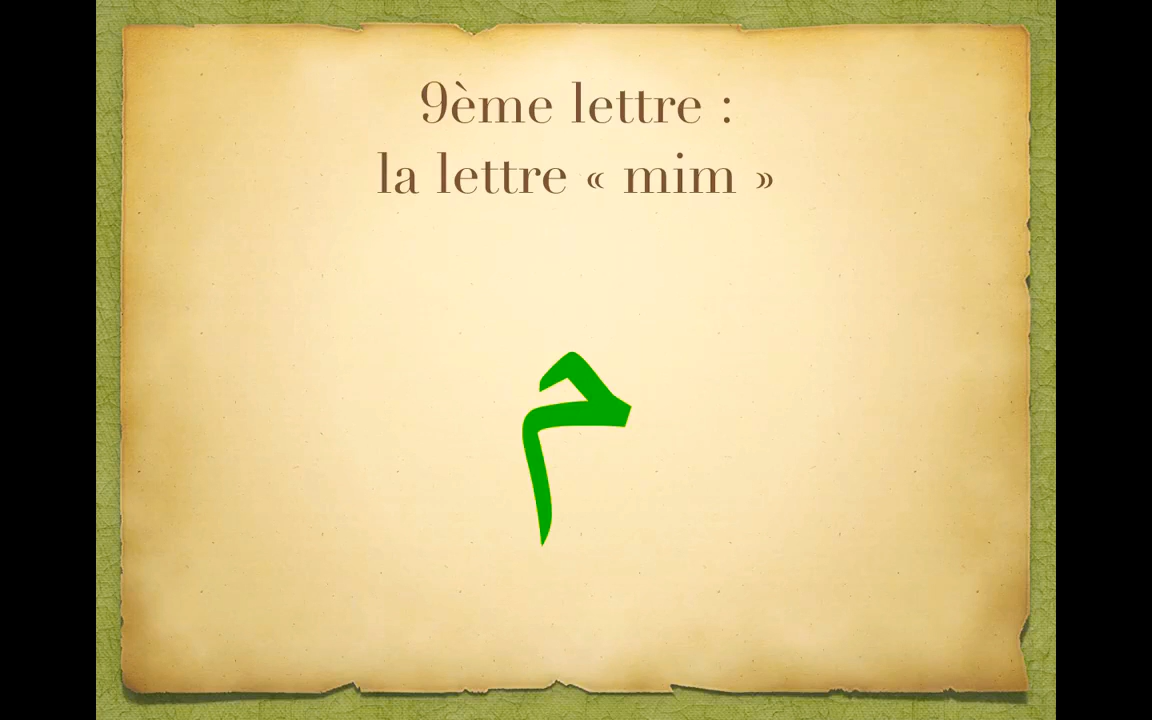 9ème lettre :
la lettre « mim »
م